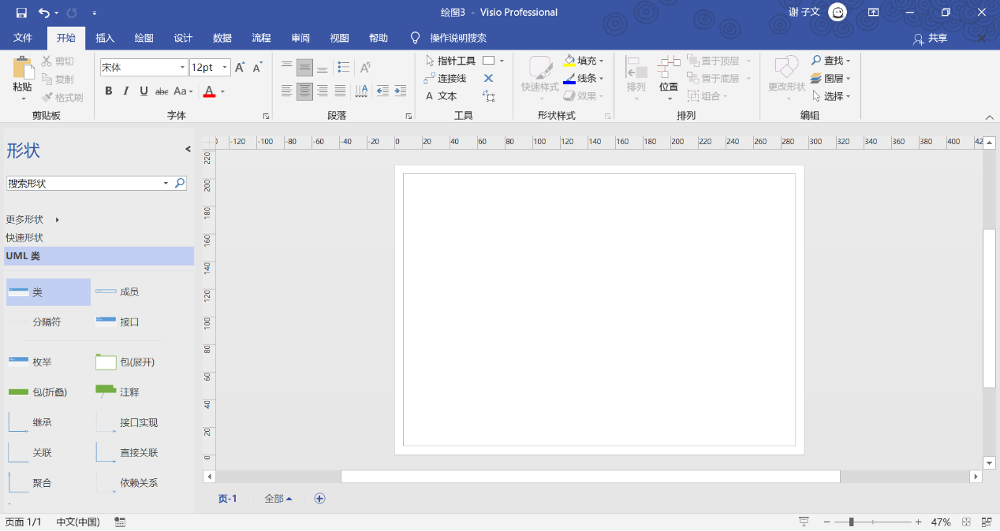 绘图3 - Visio Professional
谢 子文
文件 开始 插入 绘图 设计 数据 流程 审阅 视图 帮助 操作说明搜索 共享
粘贴 剪切 复制 格式刷 剪贴板
宋体 12pt
B I U abc Aa A 字体
段落
指针工具 连接线 A 文本 工具
快速样式 填充 线条 效果 形状样式
排列 位置 置于顶层 置于底层 组合 排列
更改形状 查找 图层 选择 编辑
形状
搜索形状
更多形状
快速形状
UML 类
类 成员
分隔符 接口
枚举 包(展开)
包(折叠) 注释
继承 接口实现
关联 直接关联
聚合 依赖关系
-120 -100 -80 -60 -40 -20 0 20 40 60 80 100 120 140 160 180 200 220 240 260 280 300 320 340 360 380 400 42
220 200 180 160 140 120 100 80 60 40 20 0
页-1 全部
页面 1/1 中文(中国) 47%